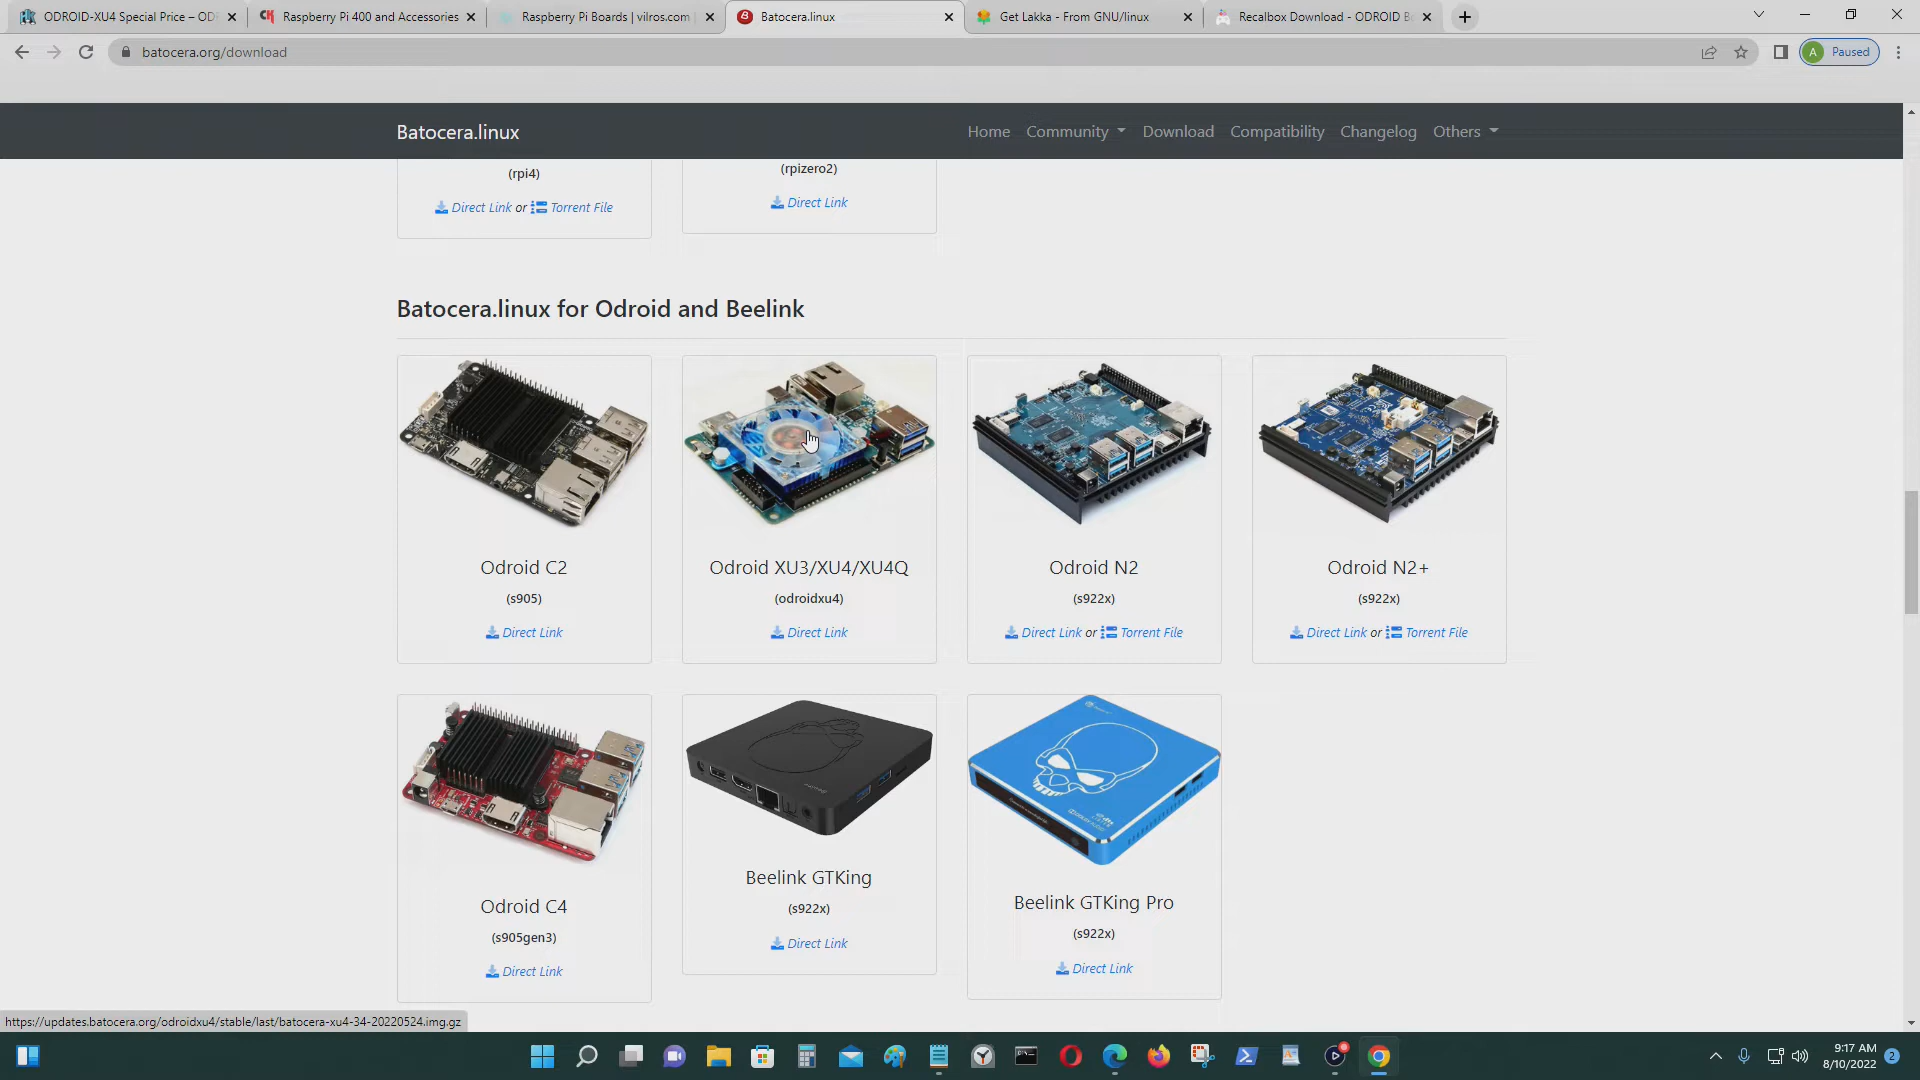 ODROID-XU4 Special Price – OD
Raspberry Pi 400 and Accessories
Raspberry Pi Boards | vilros.com
Batocera.linux
Get Lakka - From GNU/linux
Recalbox Download - ODROID B
batocera.org/download
A Paused
Batocera.linux
Home Community Download Compatibility Changelog Others
(rpi4)
Direct Link or Torrent File
(rpizero2)
Direct Link
Batocera.linux for Odroid and Beelink
Odroid C2
(s905)
Direct Link
Odroid XU3/XU4/XU4Q
(odroidxu4)
Direct Link
Odroid N2
(s922x)
Direct Link or Torrent File
Odroid N2+
(s922x)
Direct Link or Torrent File
Odroid C4
(s905gen3)
Direct Link
Beelink GTKing
(s922x)
Direct Link
Beelink GTKing Pro
(s922x)
Direct Link
https://updates.batocera.org/odroidxu4/stable/last/batocera-xu4-34-20220524.img.gz
9:17 AM
8/10/2022
2